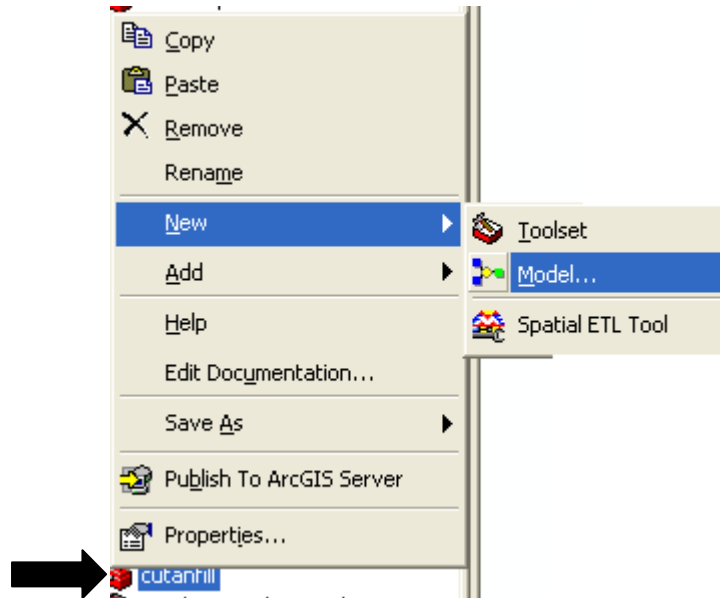 Copy
Paste
Remove
Rename
New
Toolset
Add
Model...
Help
Spatial ETL Tool
Edit Documentation...
Save As
Publish To ArcGIS Server
Properties...
cutanfill